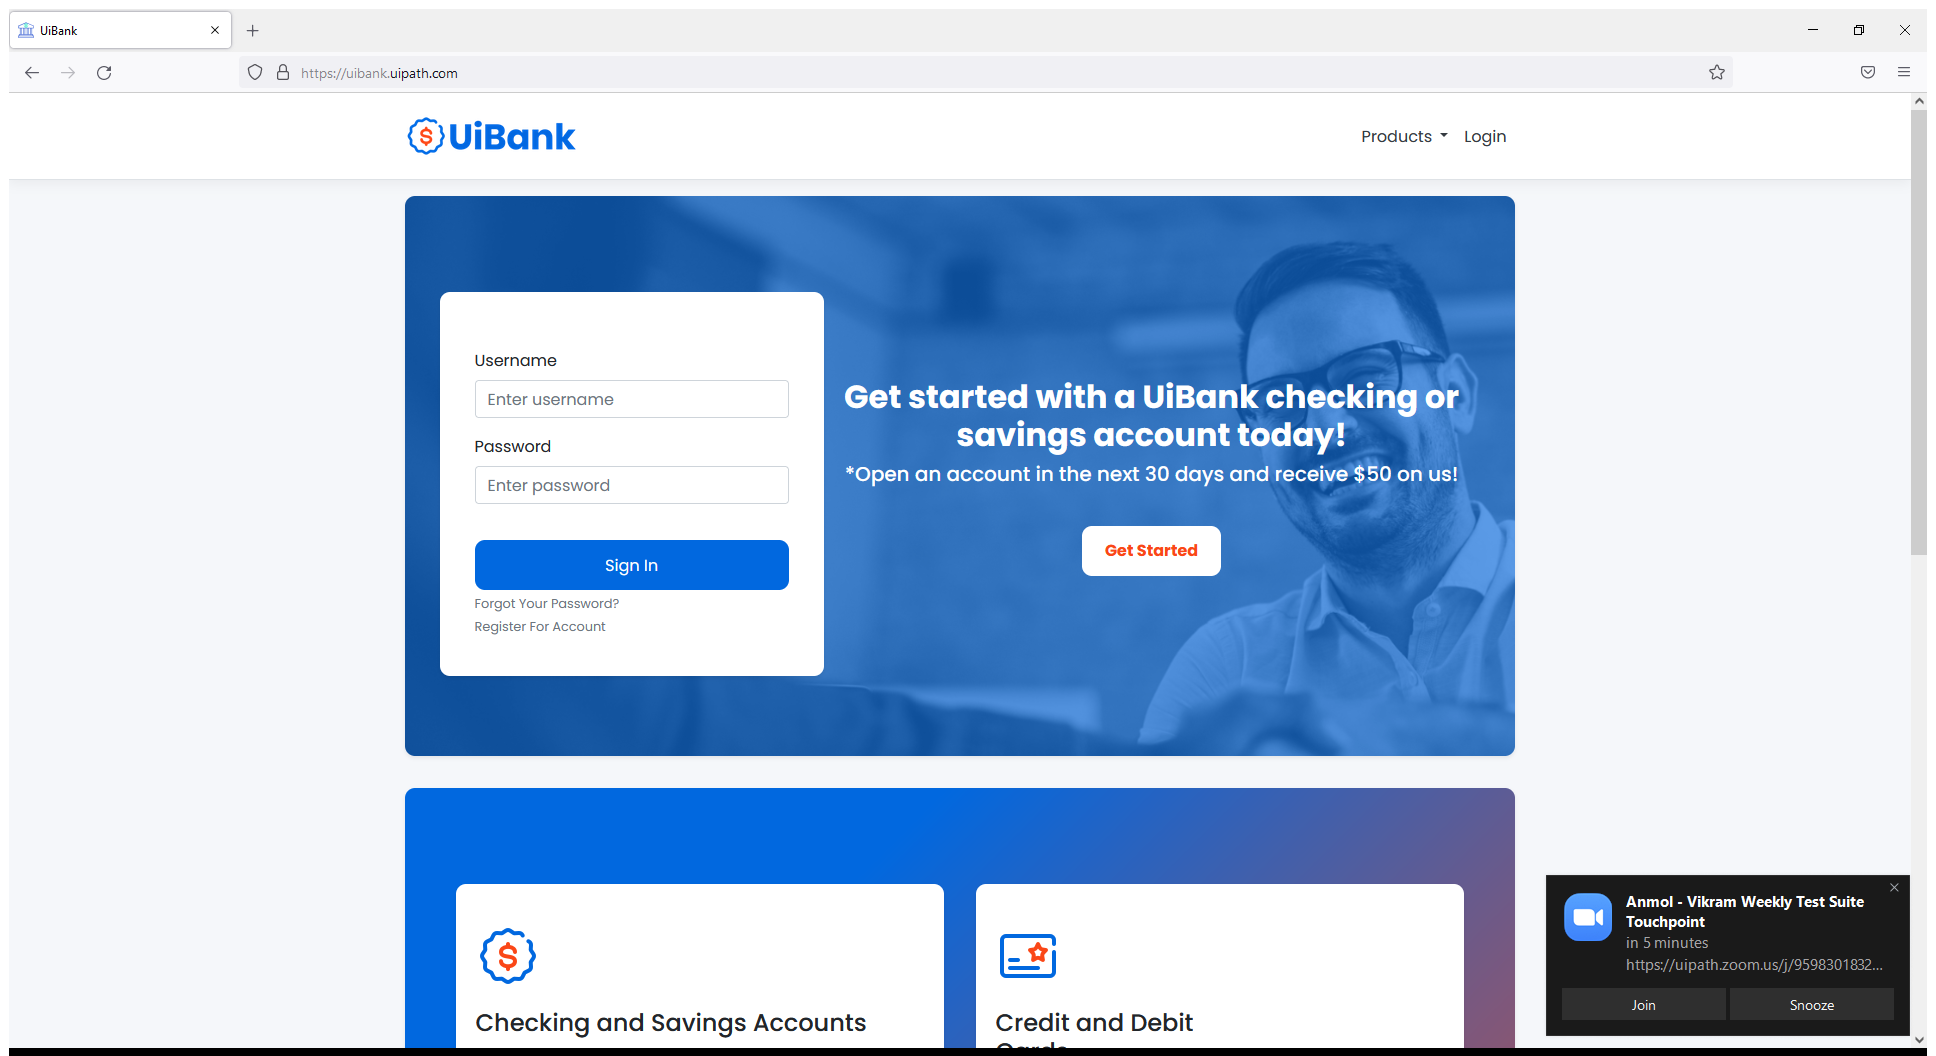 UiBank
https://uibank.uipath.com
UiBank
Products
Login
Username
Enter username
Password
Enter password
Sign In
Forgot Your Password?
Register For Account
Get started with a UiBank checking or
savings account today!
*Open an account in the next 30 days and receive $50 on us!
Get Started
Checking and Savings Accounts
Credit and Debit
Cards
Anmol - Vikram Weekly Test Suite
Touchpoint
in 5 minutes
https://uipath.zoom.us/j/9598301832...
Join
Snooze